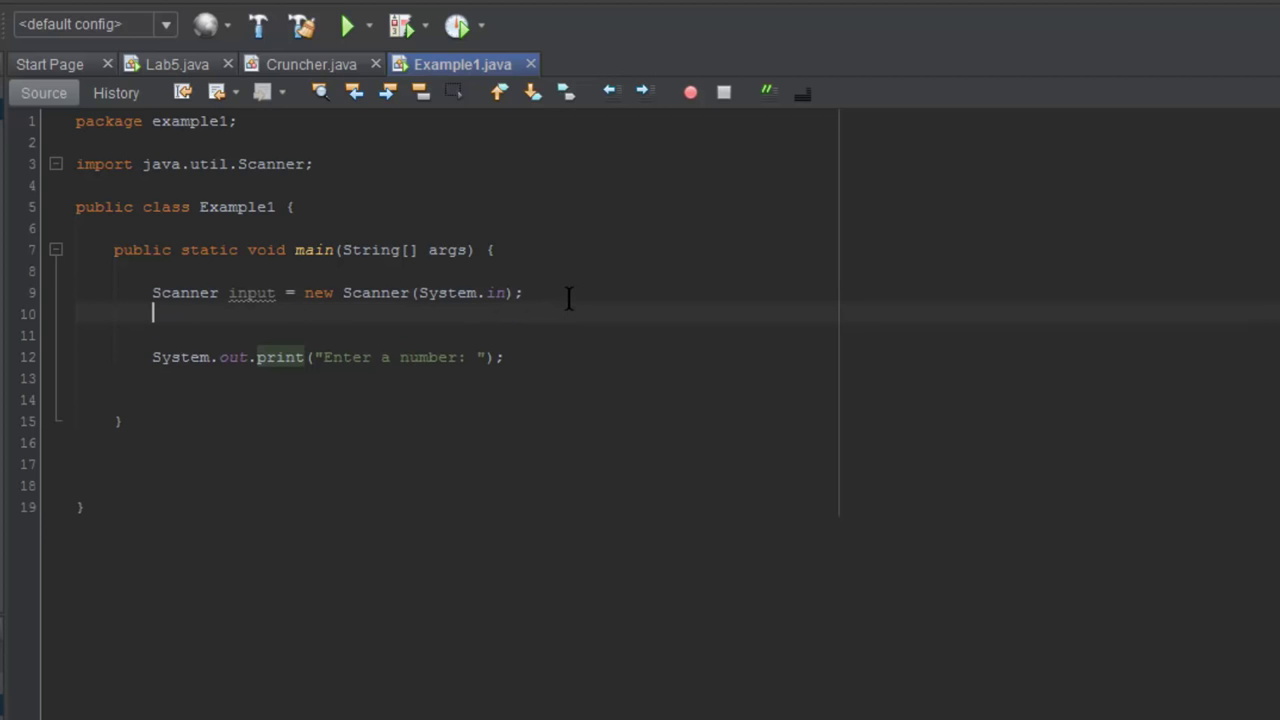 <default config>
Start Page Lab5.java Cruncher.java Example1.java
Source History
1 package example1;
2
3 import java.util.Scanner;
4
5 public class Example1 {
6
7 public static void main(String[] args) {
8
9 Scanner input = new Scanner(System.in);
10
11
12 System.out.print("Enter a number: ");
13
14
15 }
16
17
18
19 }